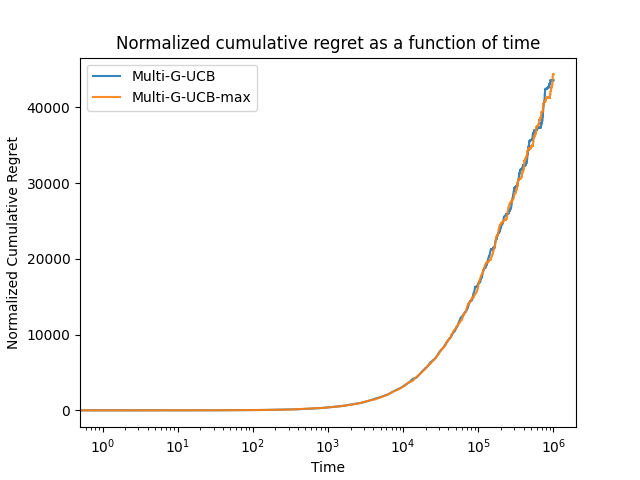 Normalized cumulative regret as a function of time
Multi-G-UCB
Multi-G-UCB-max
Normalized Cumulative Regret
40000
30000
20000
10000
0
10⁰ 10¹ 10² 10³ 10⁴ 10⁵ 10⁶
Time